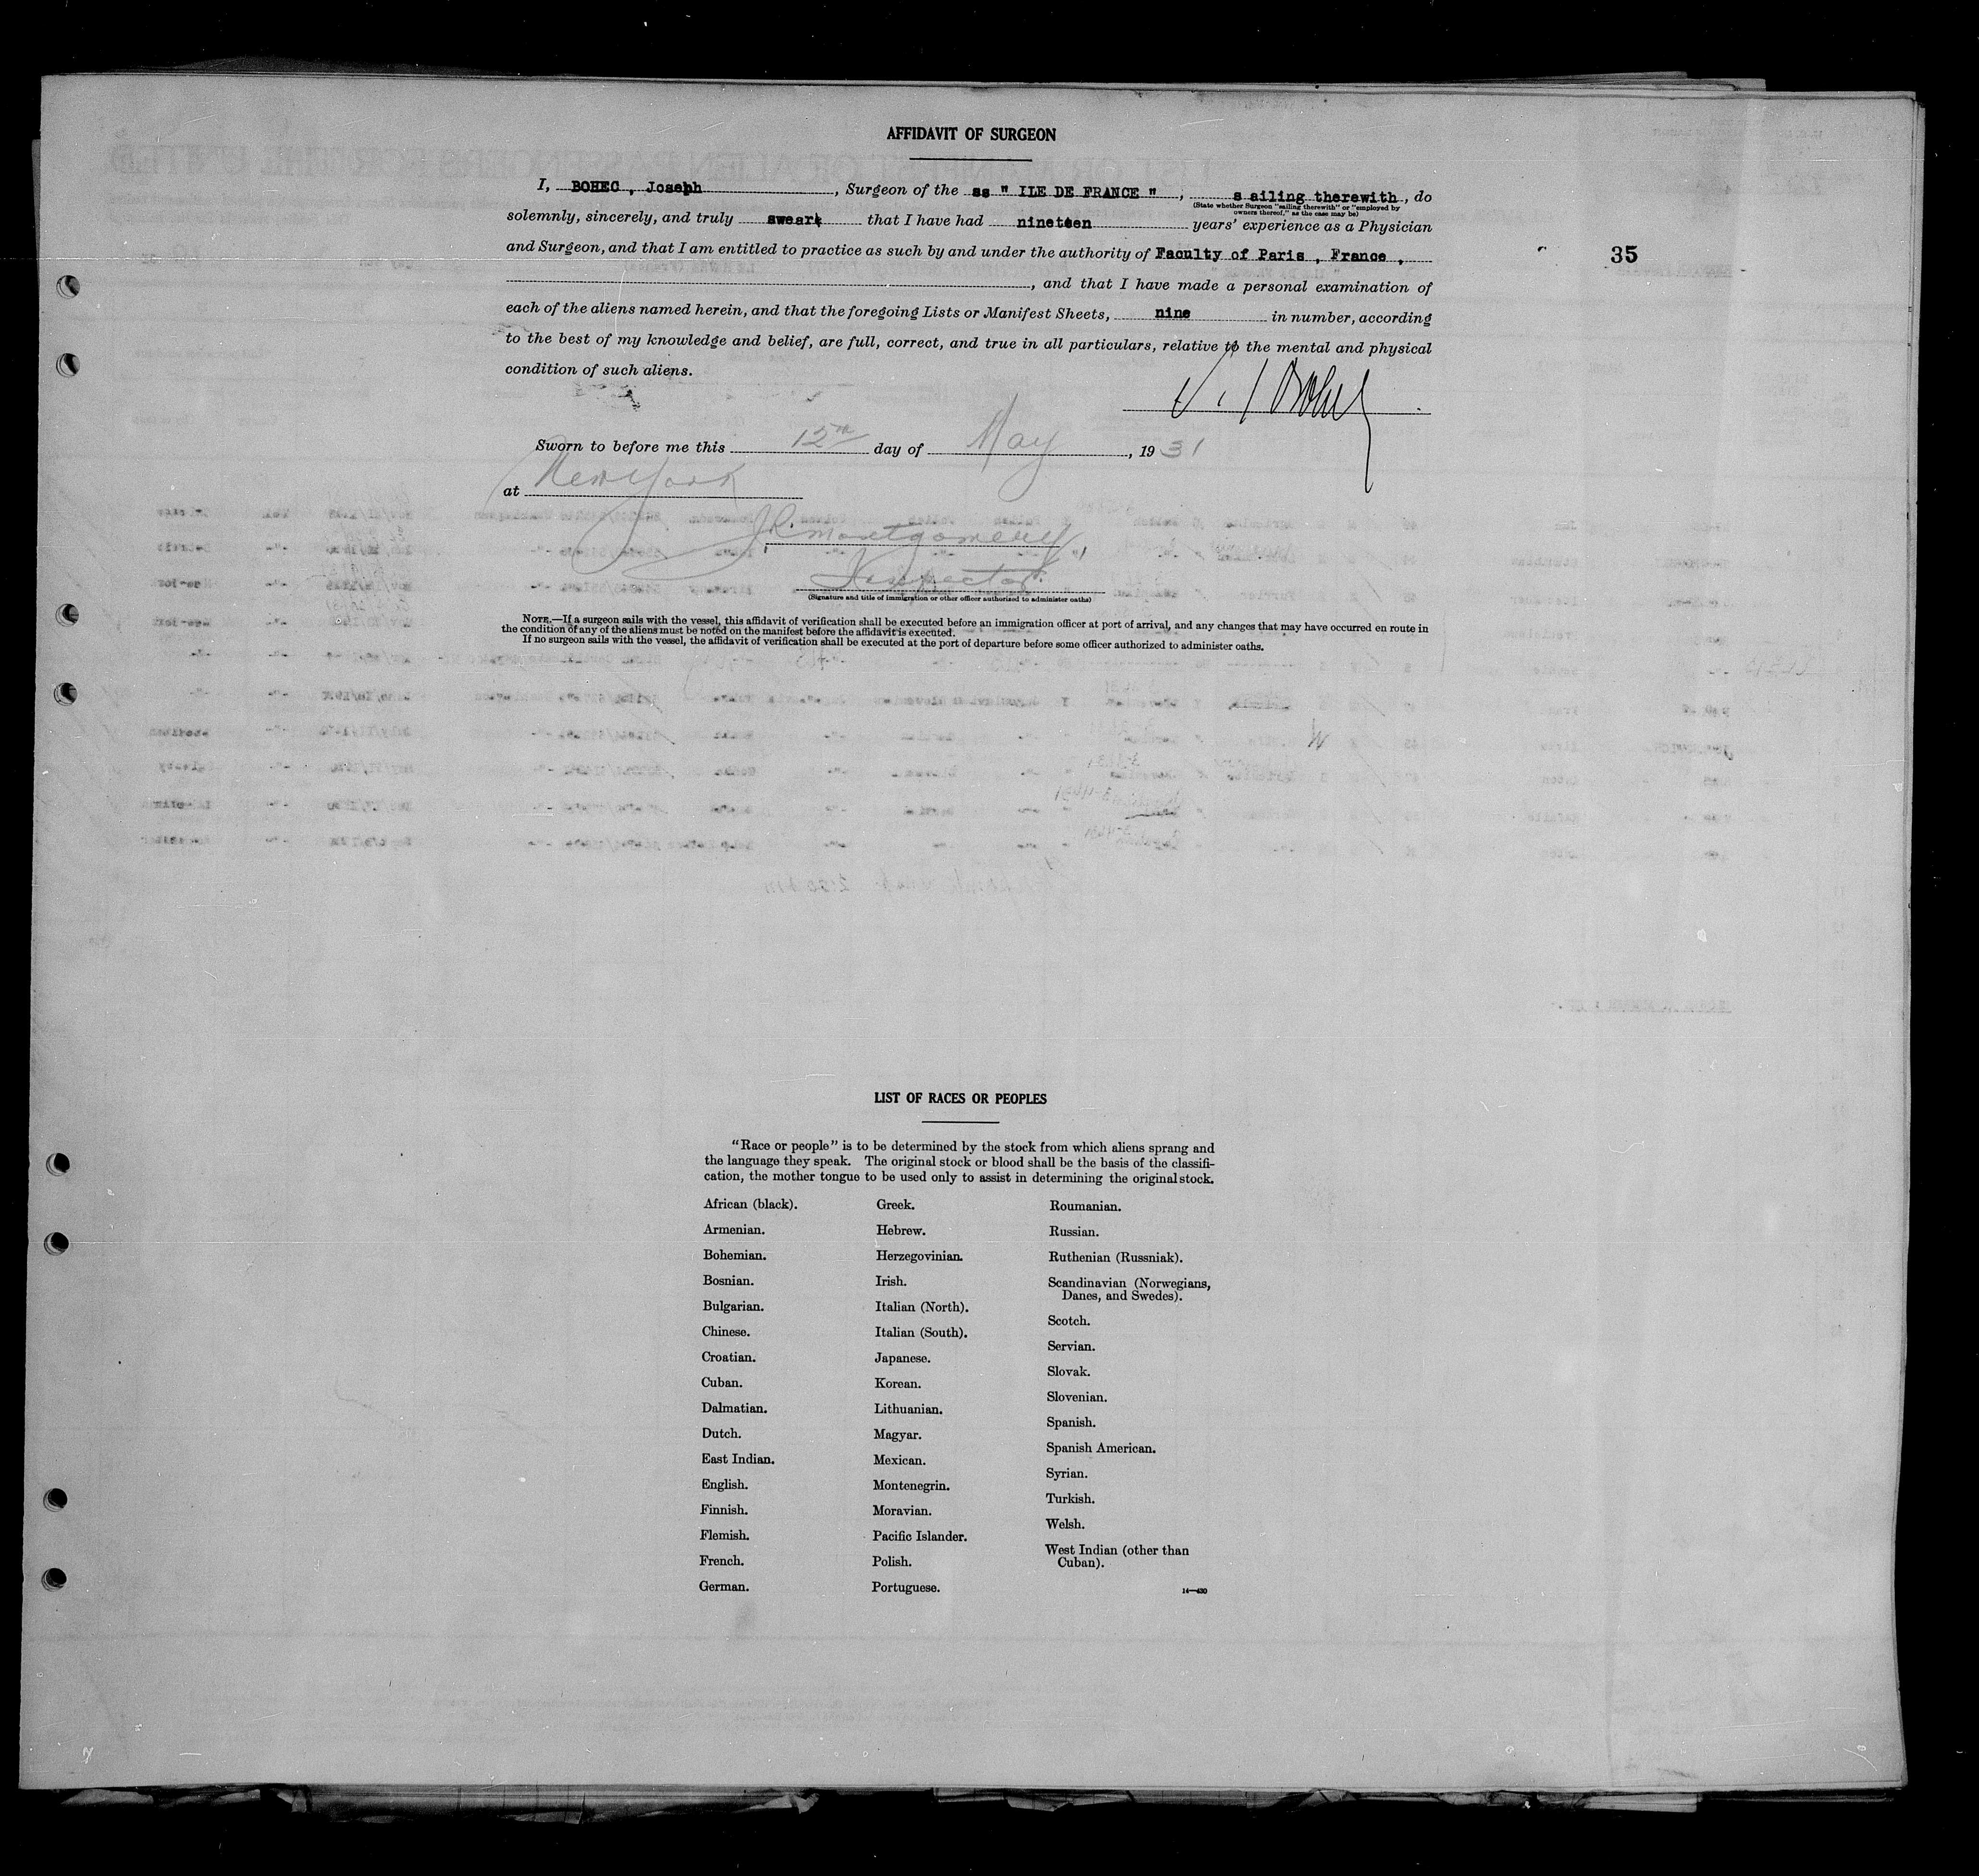 AFFIDAVIT OF SURGEON
I, BOHEC , Joseph , Surgeon of the ss " ILE DE FRANCE " , s ailing therewith , do
(State whether Surgeon "sailing therewith" or "employed by
owners thereof," as the case may be)
solemnly, sincerely, and truly swear that I have had nineteen years' experience as a Physician
and Surgeon, and that I am entitled to practice as such by and under the authority of Faculty of Paris , France ,
35
, and that I have made a personal examination of
each of the aliens named herein, and that the foregoing Lists or Manifest Sheets, nine in number, according
to the best of my knowledge and belief, are full, correct, and true in all particulars, relative to the mental and physical
condition of such aliens.
Sworn to before me this 12th day of May , 1931
at New York
J.R. Montgomery
Inspector.
(Signature and title of immigration or other officer authorized to administer oaths)
NOTE.—If a surgeon sails with the vessel, this affidavit of verification shall be executed before an immigration officer at port of arrival, and any changes that may have occurred en route in
the condition of any of the aliens must be noted on the manifest before the affidavit is executed.
If no surgeon sails with the vessel, the affidavit of verification shall be executed at the port of departure before some officer authorized to administer oaths.
LIST OF RACES OR PEOPLES
"Race or people" is to be determined by the stock from which aliens sprang and
the language they speak. The original stock or blood shall be the basis of the classifi-
cation, the mother tongue to be used only to assist in determining the original stock.
African (black).
Armenian.
Bohemian.
Bosnian.
Bulgarian.
Chinese.
Croatian.
Cuban.
Dalmatian.
Dutch.
East Indian.
English.
Finnish.
Flemish.
French.
German.
Greek.
Hebrew.
Herzegovinian.
Irish.
Italian (North).
Italian (South).
Japanese.
Korean.
Lithuanian.
Magyar.
Mexican.
Montenegrin.
Moravian.
Pacific Islander.
Polish.
Portuguese.
Roumanian.
Russian.
Ruthenian (Russniak).
Scandinavian (Norwegians,
Danes, and Swedes).
Scotch.
Servian.
Slovak.
Slovenian.
Spanish.
Spanish American.
Syrian.
Turkish.
Welsh.
West Indian (other than
Cuban).
14—430